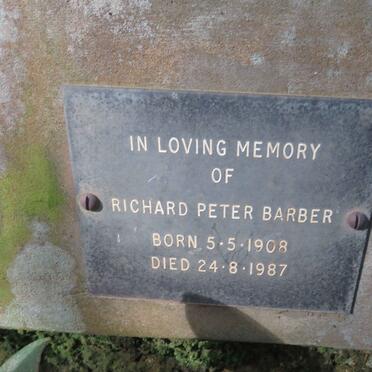 IN LOVING MEMORY
OF
RICHARD PETER BARBER
BORN 5·5·1908
DIED 24·8·1987